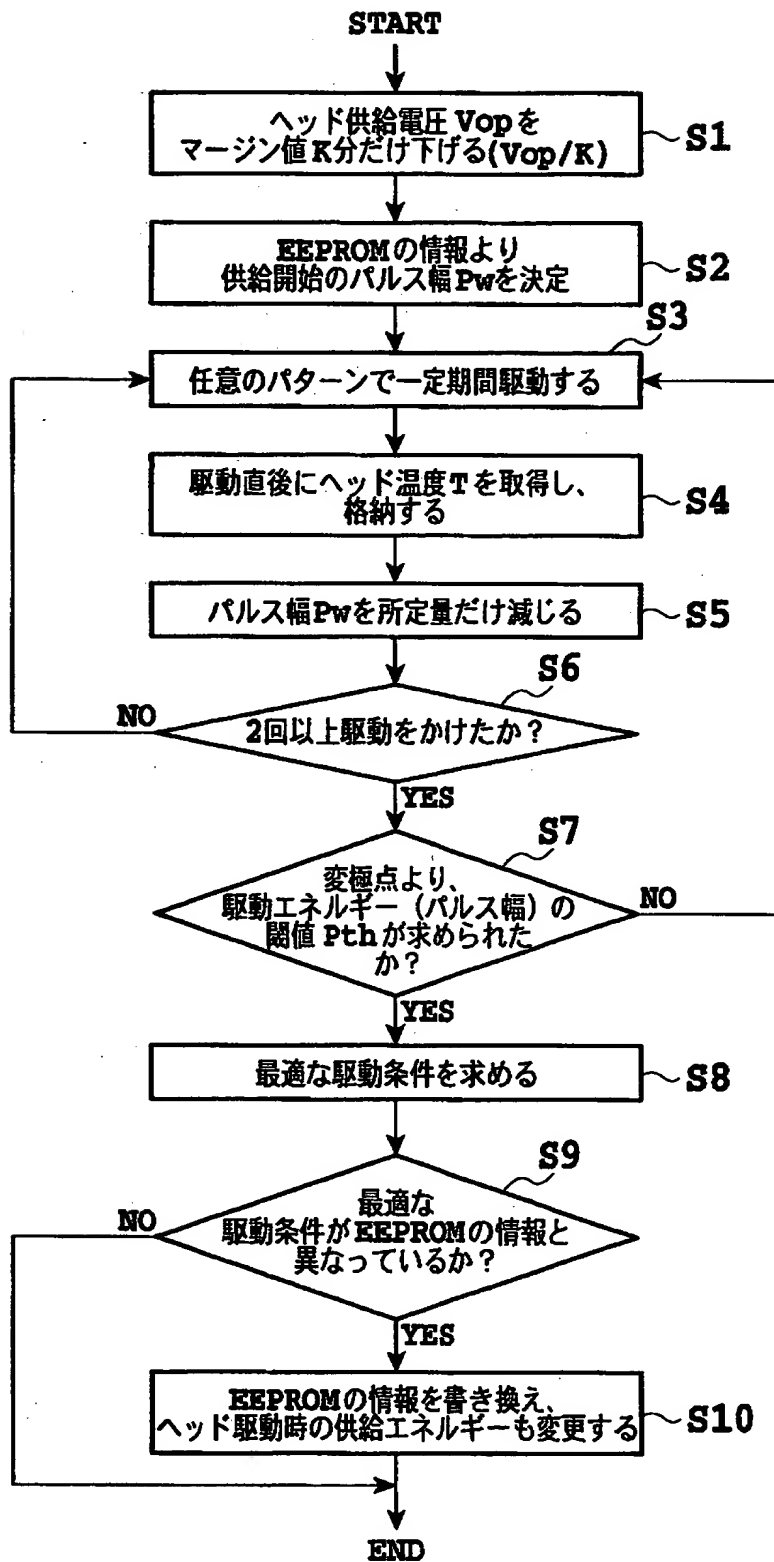 START
ヘッド供給電圧 Vopを
マージン値K分だけ下げる(Vop/K)
S1
EEPROMの情報より
供給開始のパルス幅Pwを決定
S2
S3
任意のパターンで一定期間駆動する
駆動直後にヘッド温度Tを取得し、
格納する
S4
パルス幅Pwを所定量だけ減じる
S5
S6
NO
2回以上駆動をかけたか？
YES
S7
変極点より、
駆動エネルギー（パルス幅）の
閾値 Pthが求められた
か？
NO
YES
最適な駆動条件を求める
S8
S9
NO
最適な
駆動条件がEEPROMの情報と
異なっているか？
YES
EEPROMの情報を書き換え、
ヘッド駆動時の供給エネルギーも変更する
S10
END